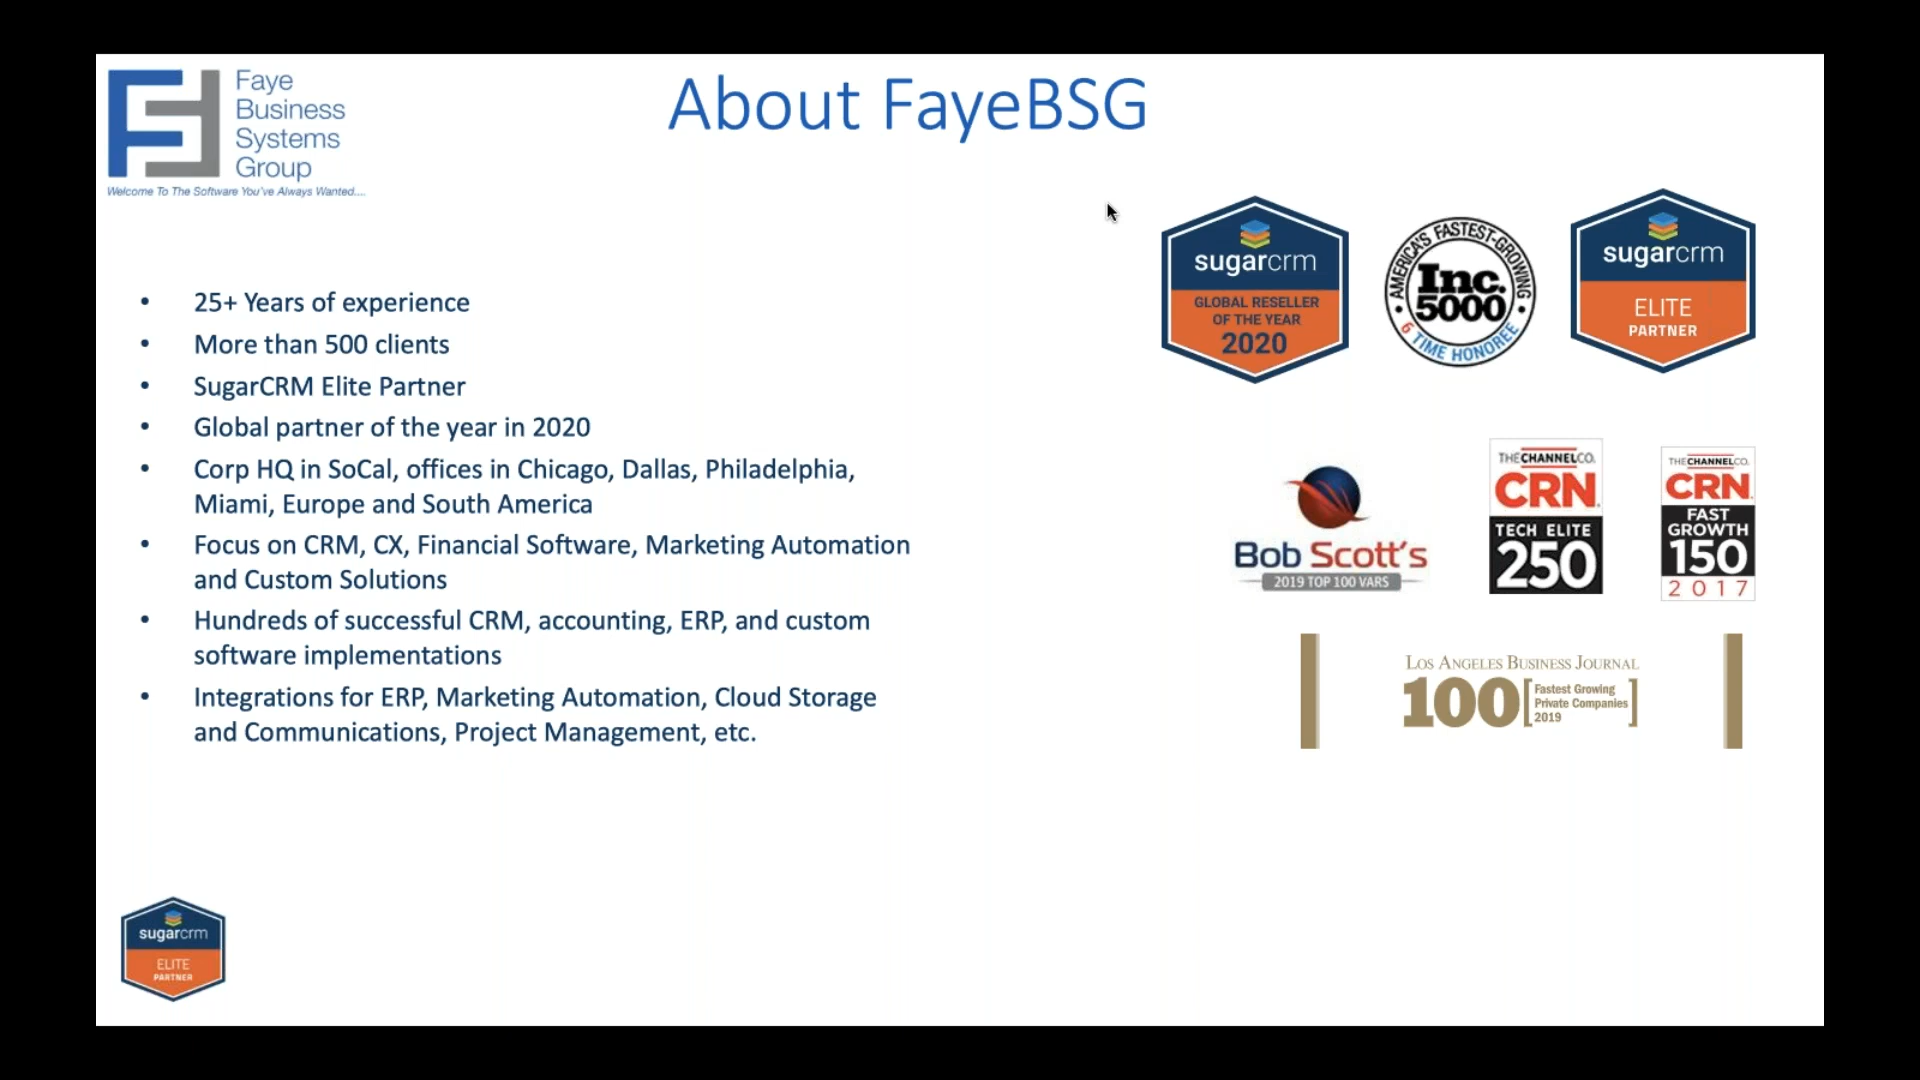 Faye
Business
Systems
Group
Welcome To The Software You've Always Wanted....
About FayeBSG
• 25+ Years of experience
• More than 500 clients
• SugarCRM Elite Partner
• Global partner of the year in 2020
• Corp HQ in SoCal, offices in Chicago, Dallas, Philadelphia,
Miami, Europe and South America
• Focus on CRM, CX, Financial Software, Marketing Automation
and Custom Solutions
• Hundreds of successful CRM, accounting, ERP, and custom
software implementations
• Integrations for ERP, Marketing Automation, Cloud Storage
and Communications, Project Management, etc.
sugarcrm
GLOBAL RESELLER
OF THE YEAR
2020
AMERICA'S FASTEST-GROWING
Inc.
5000
6 TIME HONOREE
sugarcrm
ELITE
PARTNER
Bob Scott's
2019 TOP 100 VARS
THE CHANNELCO.
CRN
TECH ELITE
250
THE CHANNELCO.
CRN
FAST
GROWTH
150
2017
LOS ANGELES BUSINESS JOURNAL
100
Fastest Growing
Private Companies
2019
sugarcrm
ELITE
PARTNER